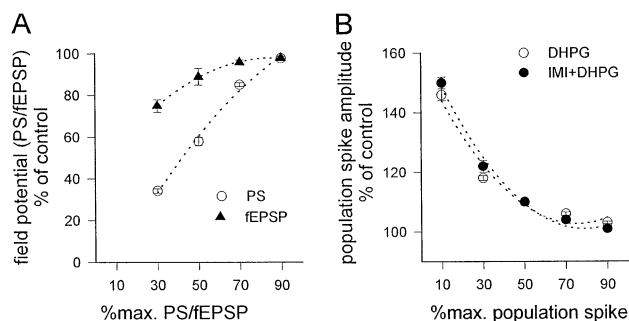 A
field potential (PS/fEPSP)
% of control
100
80
60
40
20
0
PS
fEPSP
10 30 50 70 90
%max. PS/fEPSP
B
population spike amplitude
% of control
160
140
120
100
DHPG
IMI+DHPG
10 30 50 70 90
%max. population spike